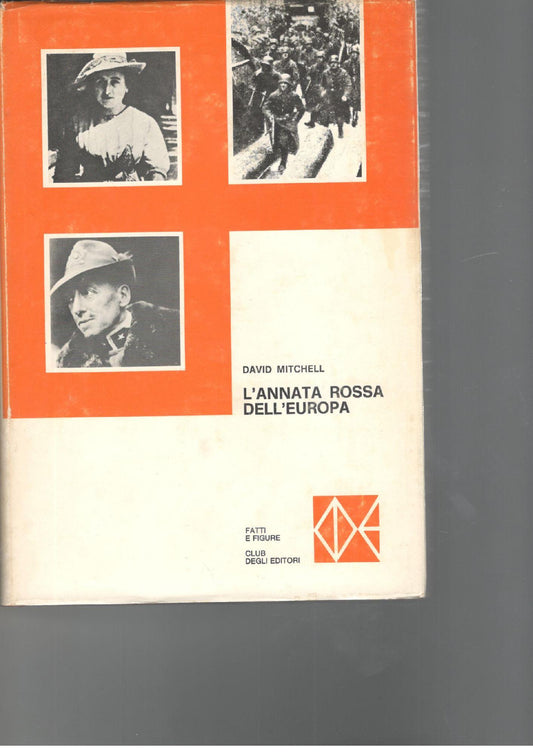 DAVID MITCHELL
L'ANNATA ROSSA
DELL'EUROPA
FATTI
E FIGURE
CLUB
DEGLI EDITORI